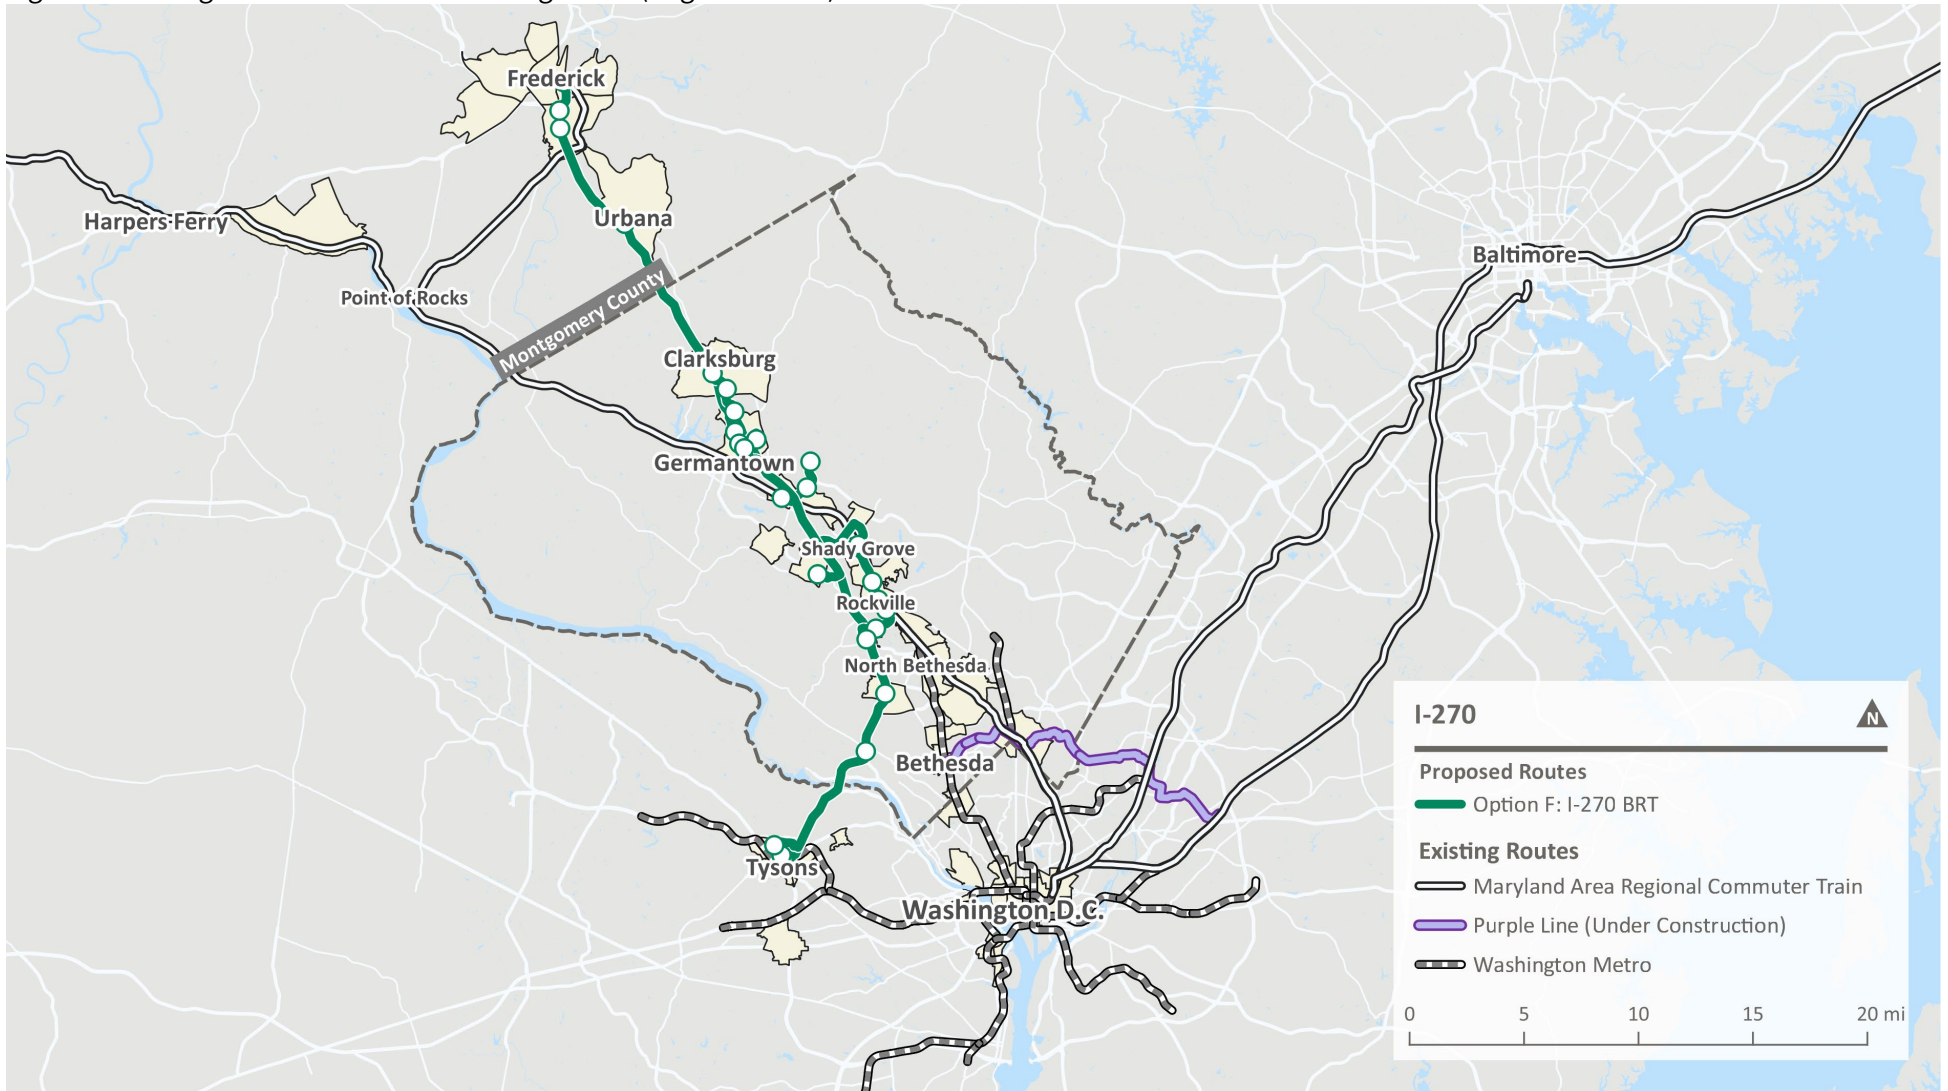 Frederick
Urbana
Harpers Ferry
Point of Rocks
Montgomery County
Baltimore
Clarksburg
Germantown
Shady Grove
Rockville
North Bethesda
Bethesda
Tysons
Washington D.C.
I-270
N
Proposed Routes
Option F: I-270 BRT
Existing Routes
Maryland Area Regional Commuter Train
Purple Line (Under Construction)
Washington Metro
0 5 10 15 20 mi